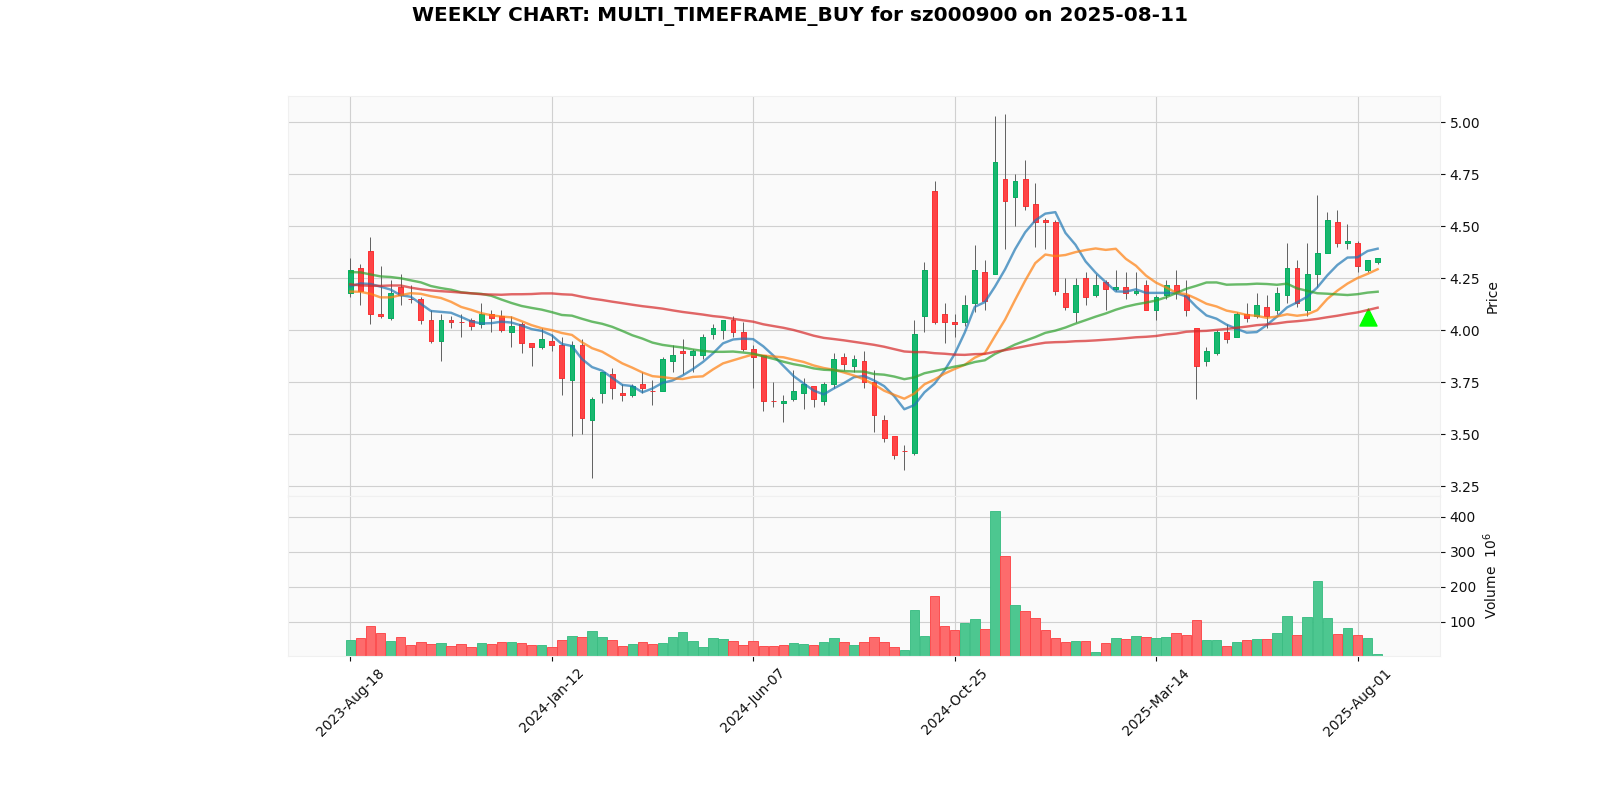 WEEKLY CHART: MULTI_TIMEFRAME_BUY for sz000900 on 2025-08-11
5.00
4.75
4.50
4.25
4.00
3.75
3.50
3.25
Price
400
300
200
100
Volume 10^6
2023-Aug-18
2024-Jan-12
2024-Jun-07
2024-Oct-25
2025-Mar-14
2025-Aug-01